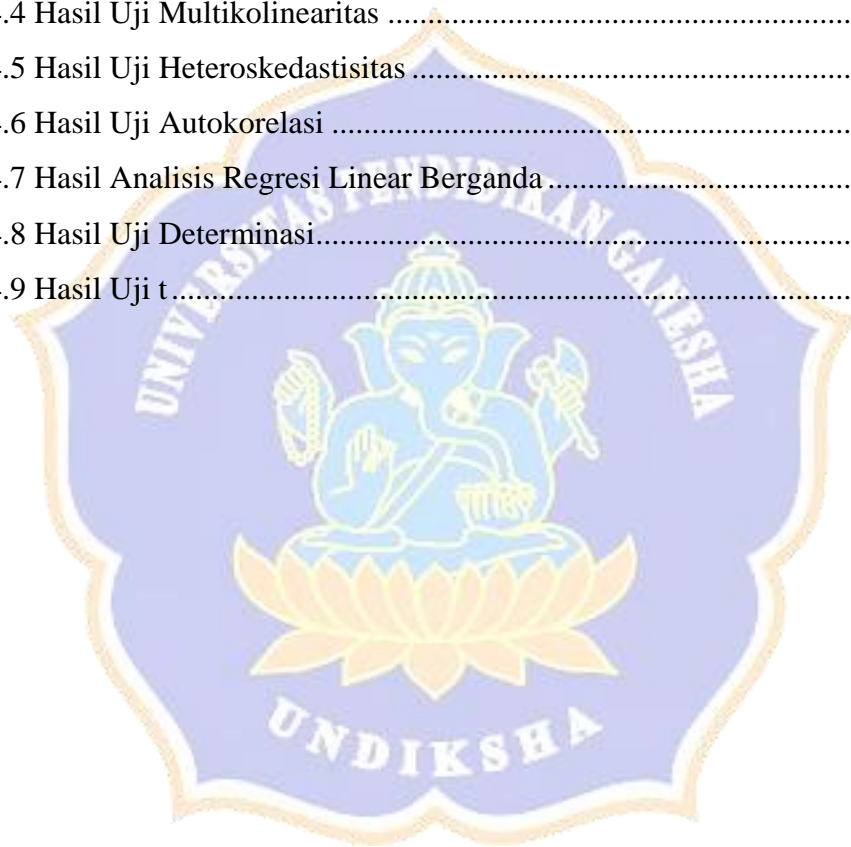 .4 Hasil Uji Multikolinearitas ................................................................
.5 Hasil Uji Heteroskedastisitas .............................................................
.6 Hasil Uji Autokorelasi ........................................................................
.7 Hasil Analisis Regresi Linear Berganda ............................................
.8 Hasil Uji Determinasi..........................................................................
.9 Hasil Uji t.............................................................................................
UNIVERSITAS PENDIDIKAN GANESHA
UNDIKSHA